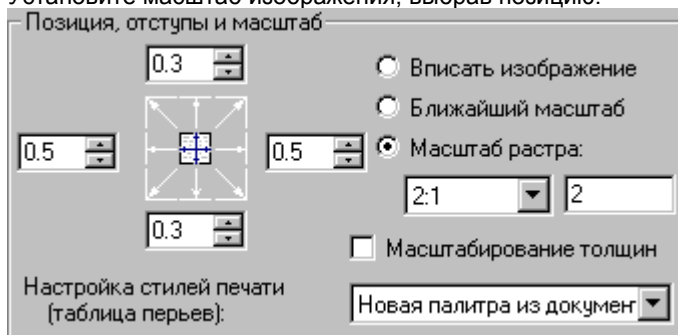 Установите масштаб изображения, выбрав позицию:
Позиция, отступы и масштаб
0.3
Вписать изображение
Ближайший масштаб
0.5
0.5
Масштаб растра:
2:1
2
0.3
Масштабирование толщин
Настройка стилей печати
(таблица перьев):
Новая палитра из документ